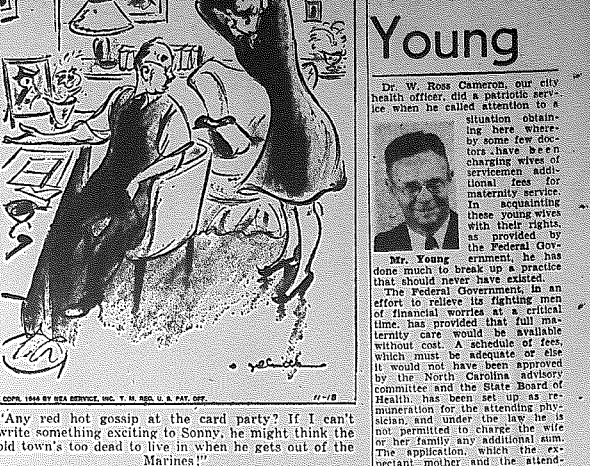 COPR. 1944 BY NEA SERVICE, INC. T. M. REG. U. S. PAT. OFF.
11-18
'Any red hot gossip at the card party? If I can't
write something exciting to Sonny, he might think the
old town's too dead to live in when he gets out of the
Marines!"
Young
Dr. W. Ross Cameron, our city
health officer, did a patriotic serv-
ice when he called attention to a
situation obtain-
ing here where-
by some few doc-
tors have been
charging wives of
servicemen addi-
tional fees for
maternity service.
In acquainting
these young wives
with their rights,
as provided by
the Federal Gov-
ernment, he has
Mr. Young
done much to break up a practice
that should never have existed.
The Federal Government, in an
effort to relieve its fighting men
of financial worries at a critical
time, has provided that full ma-
ternity care would be available
without cost. A schedule of fees,
which must be adequate or else
it would not have been approved
by the North Carolina advisory
committee and the State Board of
Health, has been set up as re-
muneration for the attending phy-
sician, and under the law he is
not permitted to charge the wife
or her family any additional sum.
The application, which the ex-
pectant mother and the attend-